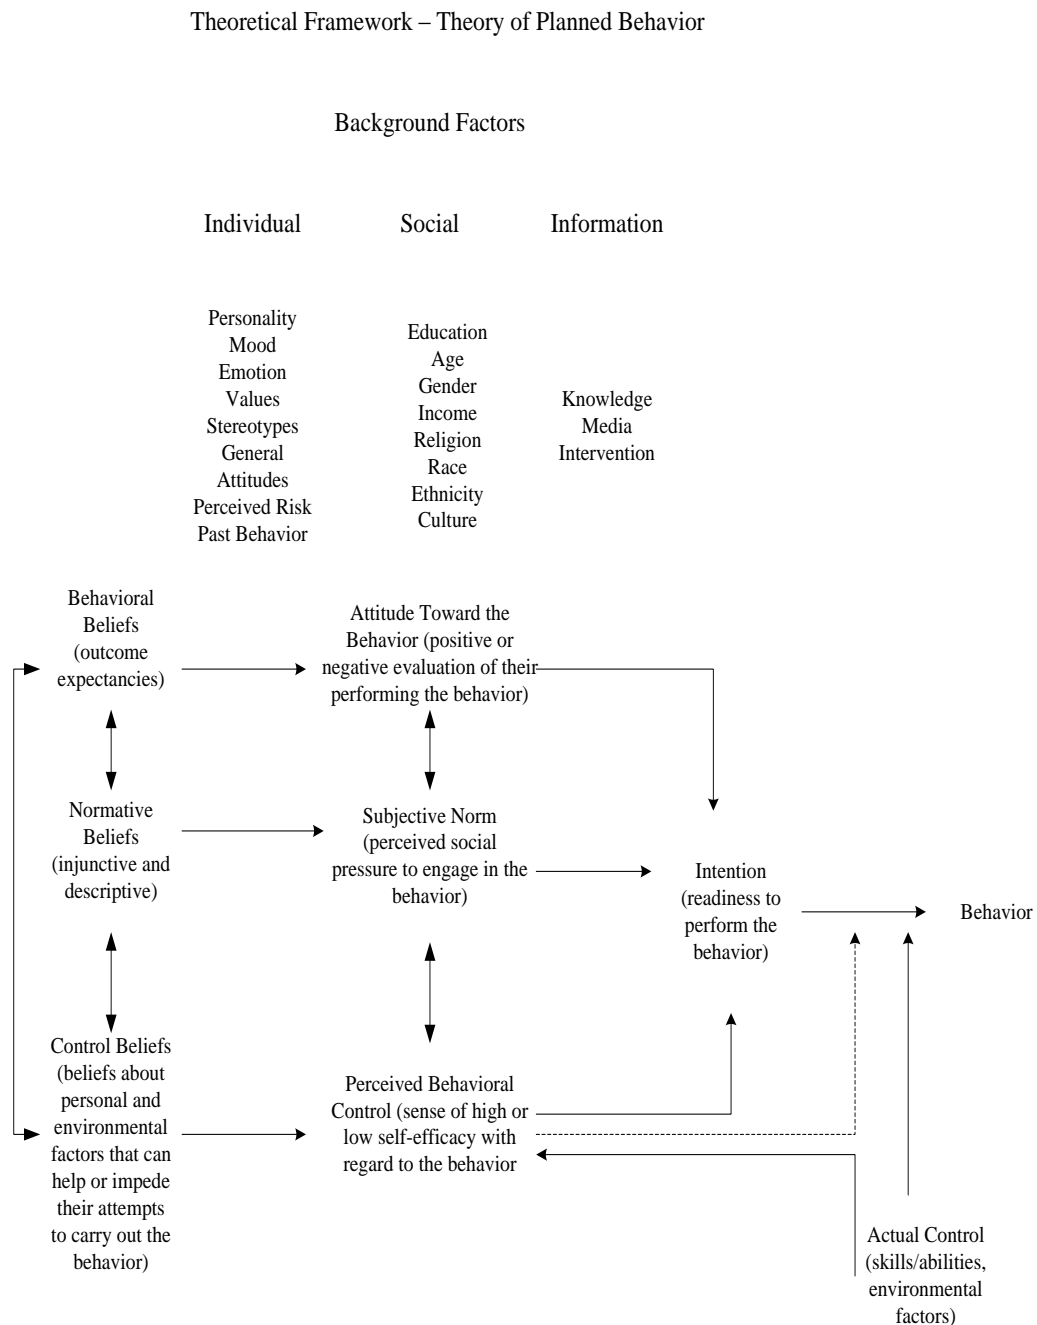 Theoretical Framework – Theory of Planned Behavior
Background Factors
Individual
Social
Information
Personality
Mood
Emotion
Values
Stereotypes
General
Attitudes
Perceived Risk
Past Behavior
Education
Age
Gender
Income
Religion
Race
Ethnicity
Culture
Knowledge
Media
Intervention
Behavioral
Beliefs
(outcome
expectancies)
Attitude Toward the
Behavior (positive or
negative evaluation of their
performing the behavior)
Normative
Beliefs
(injunctive and
descriptive)
Subjective Norm
(perceived social
pressure to engage in the
behavior)
Intention
(readiness to
perform the
behavior)
Behavior
Control Beliefs
(beliefs about
personal and
environmental
factors that can
help or impede
their attempts
to carry out the
behavior)
Perceived Behavioral
Control (sense of high or
low self-efficacy with
regard to the behavior
Actual Control
(skills/abilities,
environmental
factors)